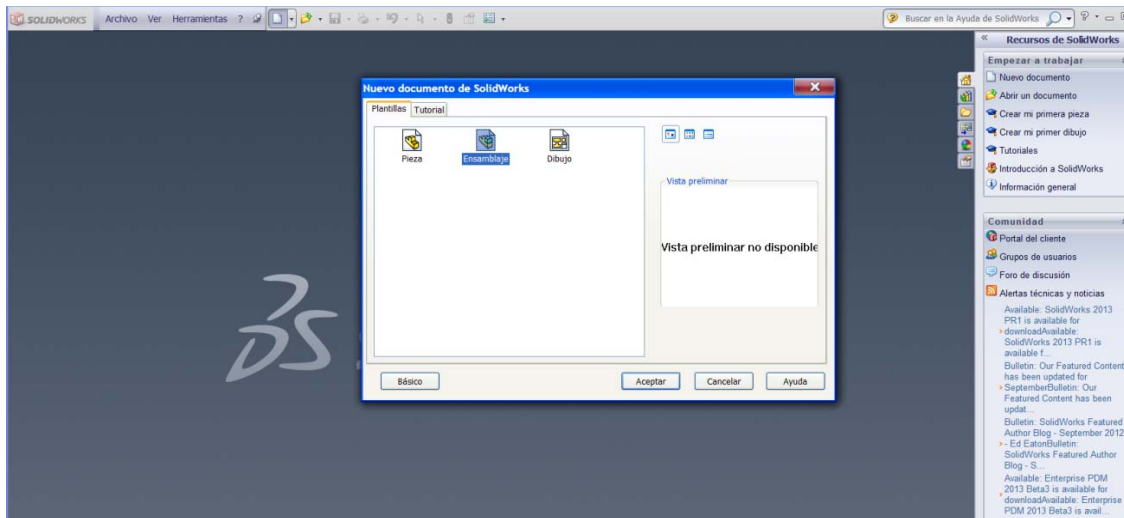 SOLIDWORKS Archivo Ver Herramientas ? Buscar en la Ayuda de SolidWorks ?
Recursos de SolidWorks
Empezar a trabajar
Nuevo documento
Abrir un documento
Crear mi primera pieza
Crear mi primer dibujo
Tutoriales
Introducción a SolidWorks
Información general
Comunidad
Portal del cliente
Grupos de usuarios
Foro de discusión
Alertas técnicas y noticias
Available: SolidWorks 2013
PR1 is available for
downloadAvailable:
SolidWorks 2013 PR1 is
available f...
Bulletin: Our Featured Content
has been updated for
SeptemberBulletin: Our
Featured Content has been
updat...
Bulletin: SolidWorks Featured
Author Blog - September 2012
- Ed EatonBulletin:
SolidWorks Featured Author
Blog - S...
Available: Enterprise PDM
2013 Beta3 is available for
downloadAvailable: Enterprise
PDM 2013 Beta3 is avail...
Nuevo documento de SolidWorks
Plantillas Tutorial
Pieza Ensamblaje Dibujo
Vista preliminar
Vista preliminar no disponible
Básico Aceptar Cancelar Ayuda